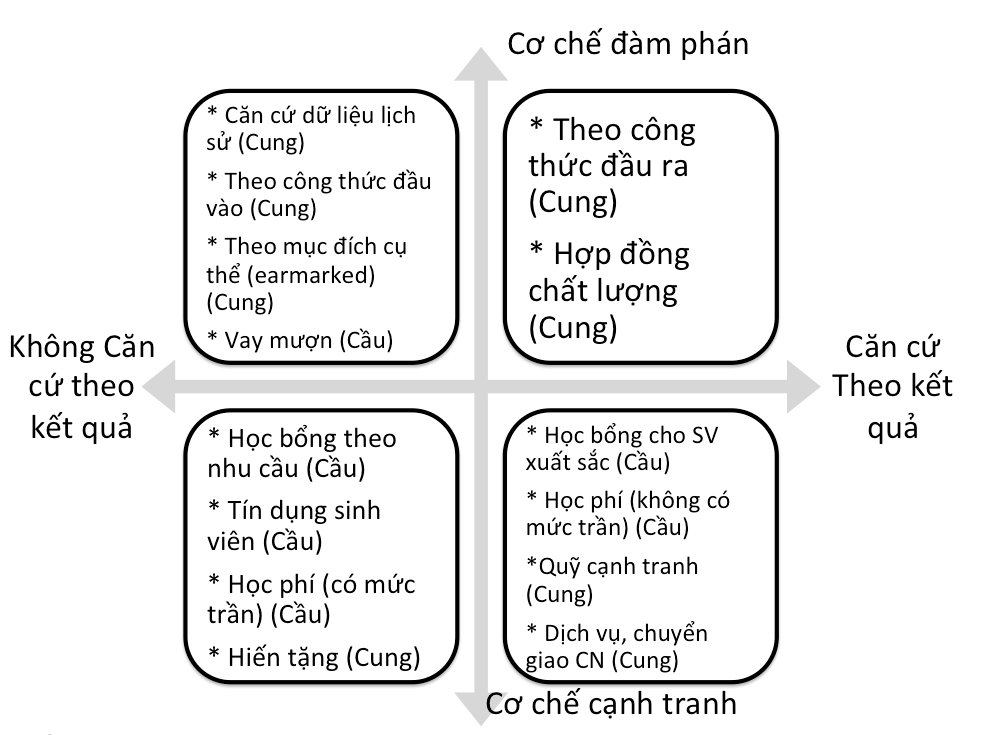 Cơ chế đàm phán
* Căn cứ dữ liệu lịch
sử (Cung)
* Theo công thức đầu
vào (Cung)
* Theo mục đích cụ
thể (earmarked)
(Cung)
* Vay mượn (Cầu)
* Theo công
thức đầu ra
(Cung)
* Hợp đồng
chất lượng
(Cung)
Không Căn
cứ theo
kết quả
Căn cứ
Theo kết
quả
* Học bổng theo
nhu cầu (Cầu)
* Tín dụng sinh
viên (Cầu)
* Học phí (có mức
trần) (Cầu)
* Hiến tặng (Cung)
* Học bổng cho SV
xuất sắc (Cầu)
* Học phí (không có
mức trần) (Cầu)
*Quỹ cạnh tranh
(Cung)
* Dịch vụ, chuyển
giao CN (Cung)
Cơ chế cạnh tranh